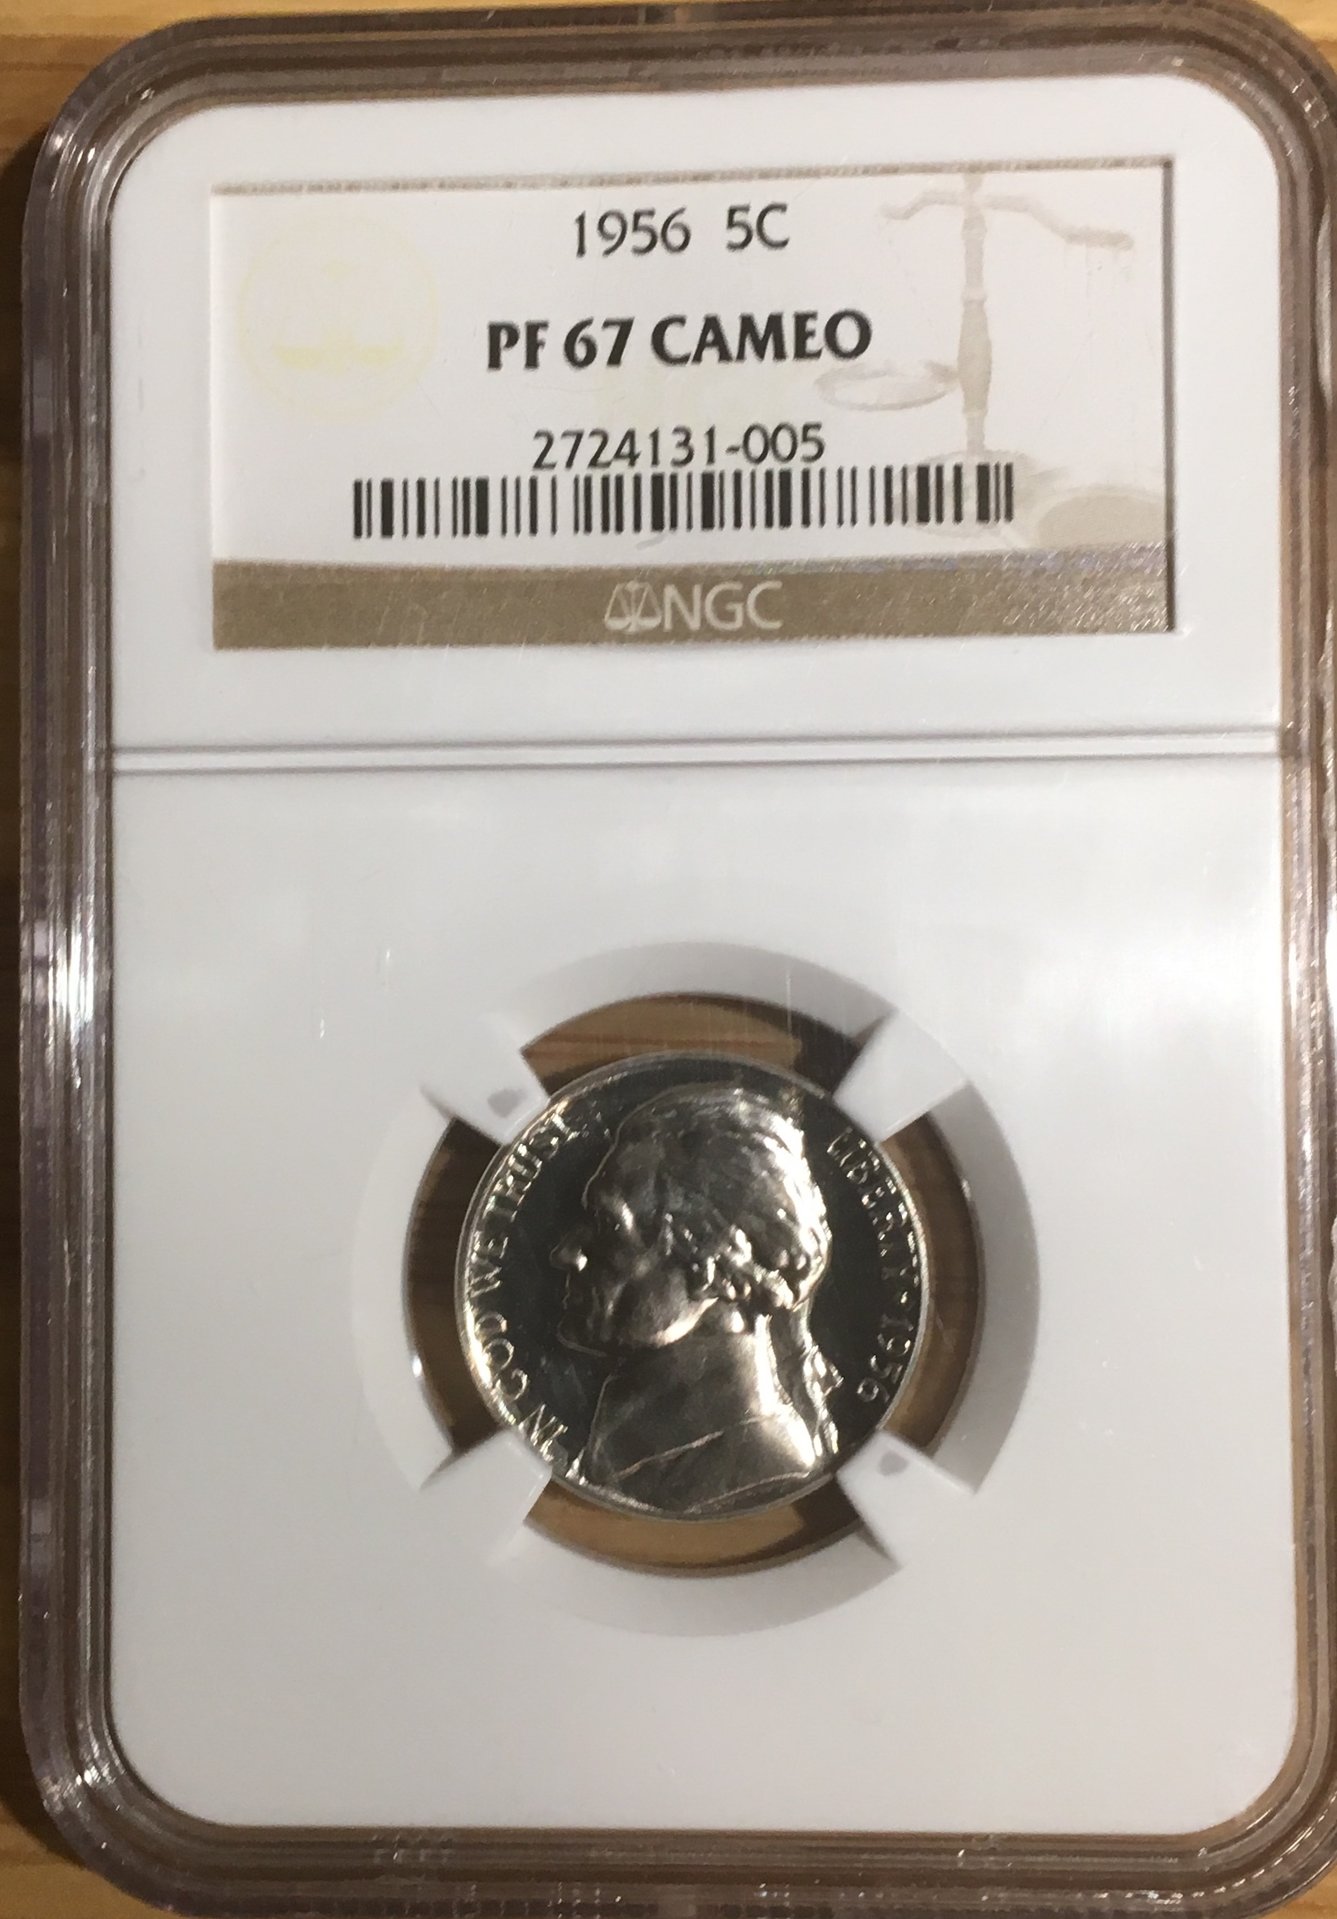 1956 5C
PF 67 CAMEO
2724131-005
NGC
IN GOD WE TRUST
LIBERTY · 1956